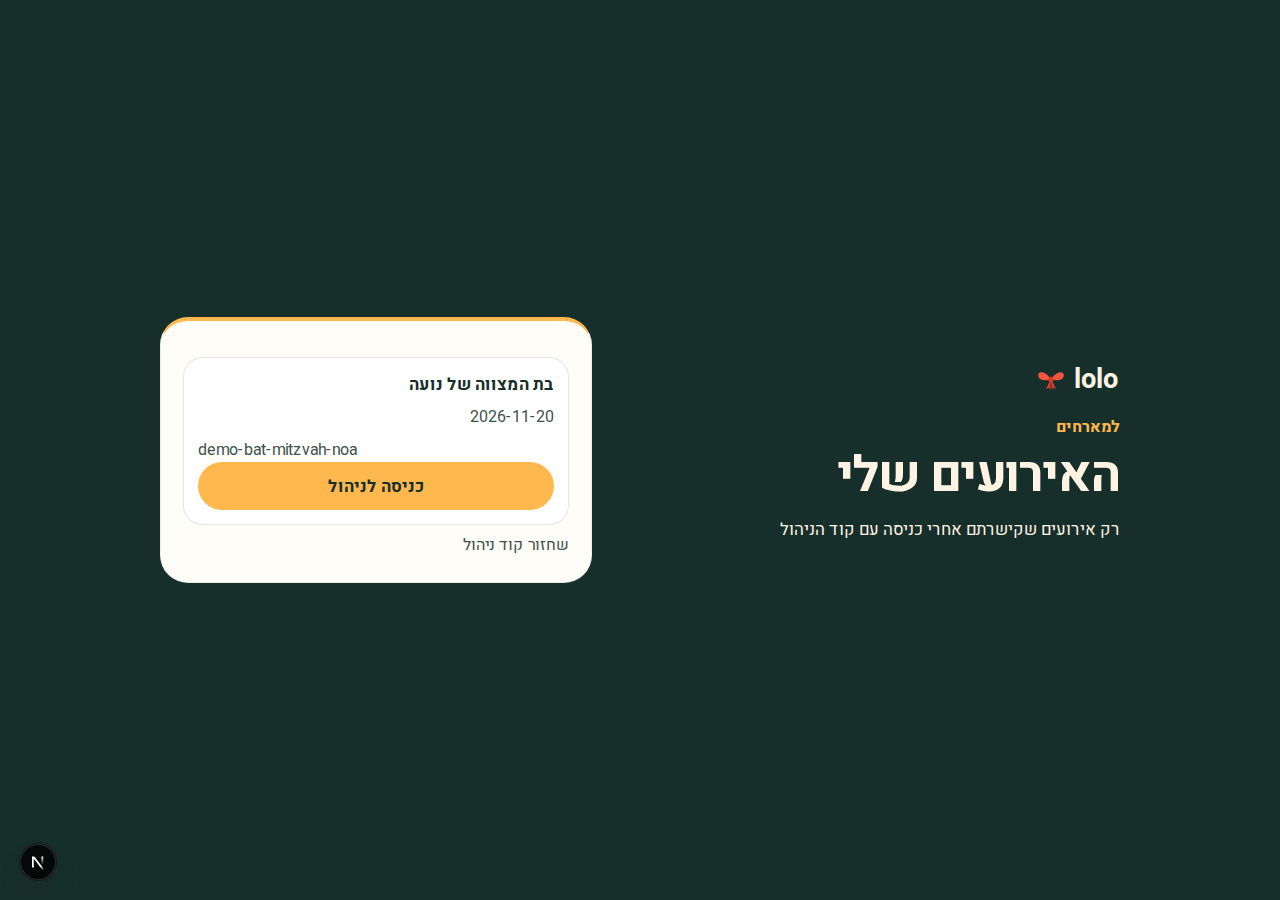 lolo
למארחים
האירועים שלי
רק אירועים שקישרתם אחרי כניסה עם קוד הניהול
בת המצווה של נועה
2026-11-20
demo-bat-mitzvah-noa
כניסה לניהול
שחזור קוד ניהול
N